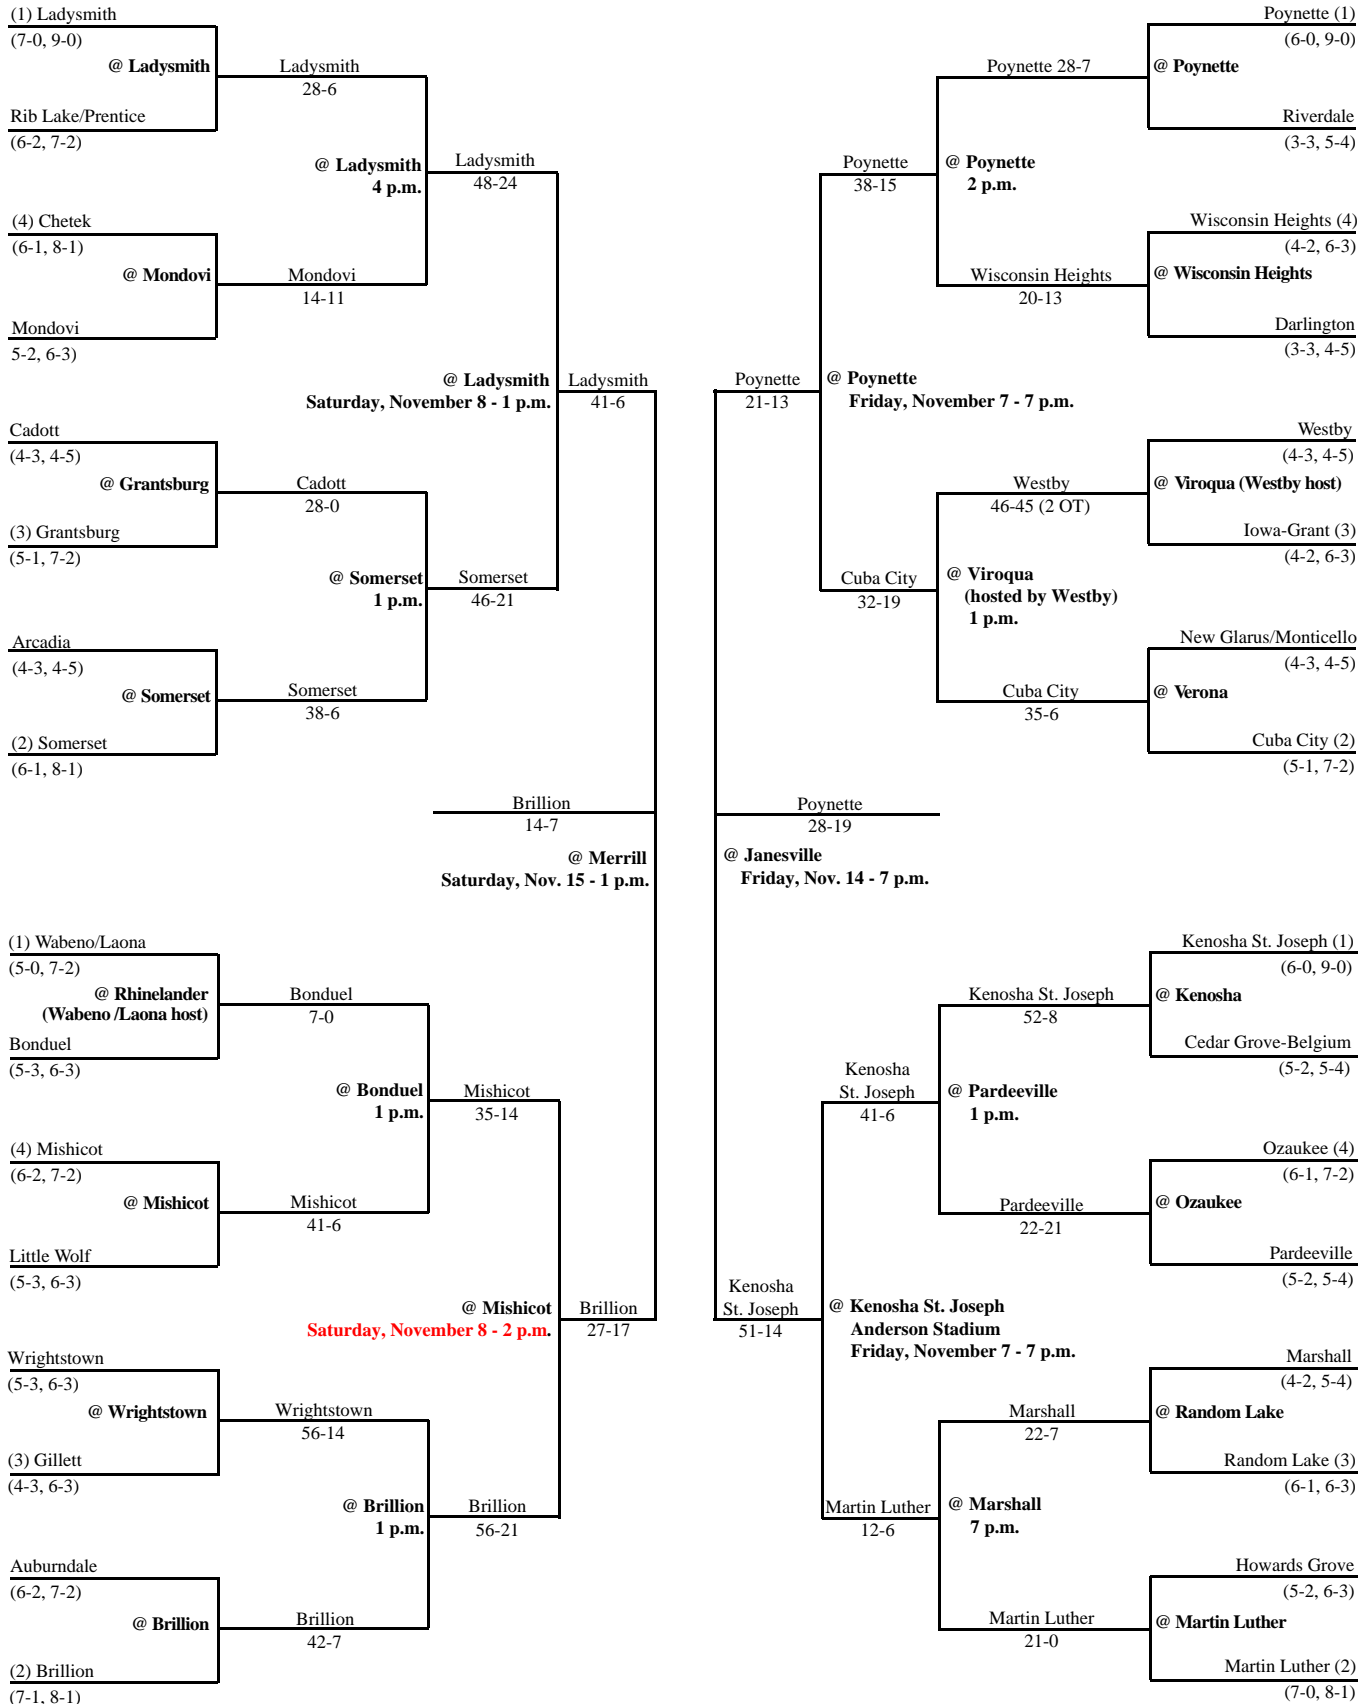 (1) Ladysmith
(7-0, 9-0)
@ Ladysmith
Rib Lake/Prentice
(6-2, 7-2)
Ladysmith
28-6
@ Ladysmith
4 p.m.
Ladysmith
48-24
(4) Chetek
(6-1, 8-1)
@ Mondovi
Mondovi
5-2, 6-3)
Mondovi
14-11
@ Ladysmith
Saturday, November 8 - 1 p.m.
Ladysmith
41-6
Cadott
(4-3, 4-5)
@ Grantsburg
(3) Grantsburg
(5-1, 7-2)
Cadott
28-0
@ Somerset
1 p.m.
Somerset
46-21
Arcadia
(4-3, 4-5)
@ Somerset
(2) Somerset
(6-1, 8-1)
Somerset
38-6
Brillion
14-7
@ Merrill
Saturday, Nov. 15 - 1 p.m.
(1) Wabeno/Laona
(5-0, 7-2)
@ Rhinelander
(Wabeno /Laona host)
Bonduel
(5-3, 6-3)
Bonduel
7-0
@ Bonduel
1 p.m.
Mishicot
35-14
(4) Mishicot
(6-2, 7-2)
@ Mishicot
Little Wolf
(5-3, 6-3)
Mishicot
41-6
@ Mishicot
Saturday, November 8 - 2 p.m.
Brillion
27-17
Wrightstown
(5-3, 6-3)
@ Wrightstown
(3) Gillett
(4-3, 6-3)
Wrightstown
56-14
@ Brillion
1 p.m.
Brillion
56-21
Auburndale
(6-2, 7-2)
@ Brillion
(2) Brillion
(7-1, 8-1)
Brillion
42-7
Poynette (1)
(6-0, 9-0)
@ Poynette
Riverdale
(3-3, 5-4)
Poynette 28-7
@ Poynette
2 p.m.
Poynette
38-15
Wisconsin Heights (4)
(4-2, 6-3)
@ Wisconsin Heights
Darlington
(3-3, 4-5)
Wisconsin Heights
20-13
Poynette
21-13
@ Poynette
Friday, November 7 - 7 p.m.
Westby
(4-3, 4-5)
@ Viroqua (Westby host)
Iowa-Grant (3)
(4-2, 6-3)
Westby
46-45 (2 OT)
@ Viroqua
(hosted by Westby)
1 p.m.
Cuba City
32-19
New Glarus/Monticello
(4-3, 4-5)
@ Verona
Cuba City (2)
(5-1, 7-2)
Cuba City
35-6
Poynette
28-19
@ Janesville
Friday, Nov. 14 - 7 p.m.
Kenosha St. Joseph (1)
(6-0, 9-0)
@ Kenosha
Cedar Grove-Belgium
(5-2, 5-4)
Kenosha St. Joseph
52-8
@ Pardeeville
1 p.m.
Kenosha
St. Joseph
41-6
Ozaukee (4)
(6-1, 7-2)
@ Ozaukee
Pardeeville
(5-2, 5-4)
Pardeeville
22-21
Kenosha
St. Joseph
51-14
@ Kenosha St. Joseph
Anderson Stadium
Friday, November 7 - 7 p.m.
Marshall
(4-2, 5-4)
@ Random Lake
Random Lake (3)
(6-1, 6-3)
Marshall
22-7
@ Marshall
7 p.m.
Martin Luther
12-6
Howards Grove
(5-2, 6-3)
@ Martin Luther
Martin Luther (2)
(7-0, 8-1)
Martin Luther
21-0